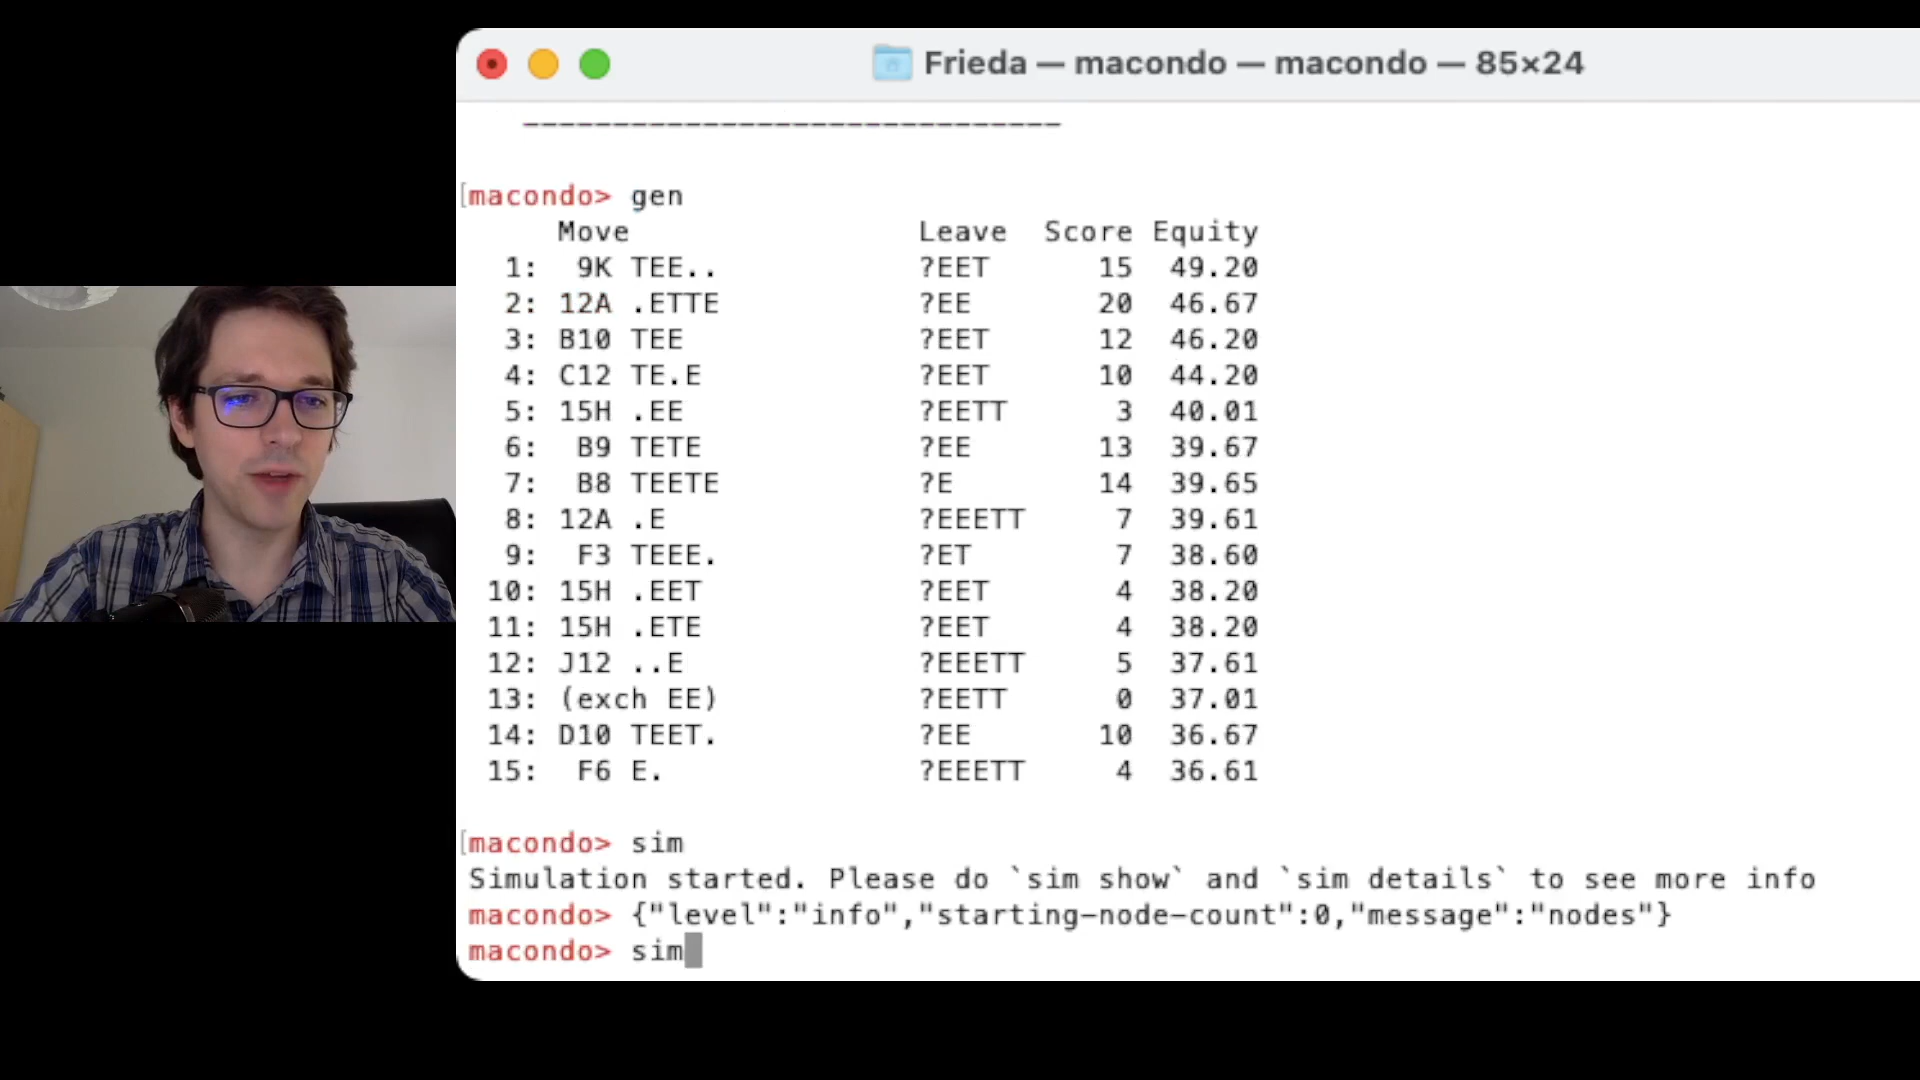 Frieda — macondo — macondo — 85×24
------------------------------
[macondo> gen
Move Leave Score Equity
1: 9K TEE.. ?EET 15 49.20
2: 12A .ETTE ?EE 20 46.67
3: B10 TEE ?EET 12 46.20
4: C12 TE.E ?EET 10 44.20
5: 15H .EE ?EETT 3 40.01
6: B9 TETE ?EE 13 39.67
7: B8 TEETE ?E 14 39.65
8: 12A .E ?EEETT 7 39.61
9: F3 TEEE. ?ET 7 38.60
10: 15H .EET ?EET 4 38.20
11: 15H .ETE ?EET 4 38.20
12: J12 ..E ?EEETT 5 37.61
13: (exch EE) ?EETT 0 37.01
14: D10 TEET. ?EE 10 36.67
15: F6 E. ?EEETT 4 36.61
[macondo> sim
Simulation started. Please do `sim show` and `sim details` to see more info
macondo> {"level":"info","starting-node-count":0,"message":"nodes"}
macondo> sim